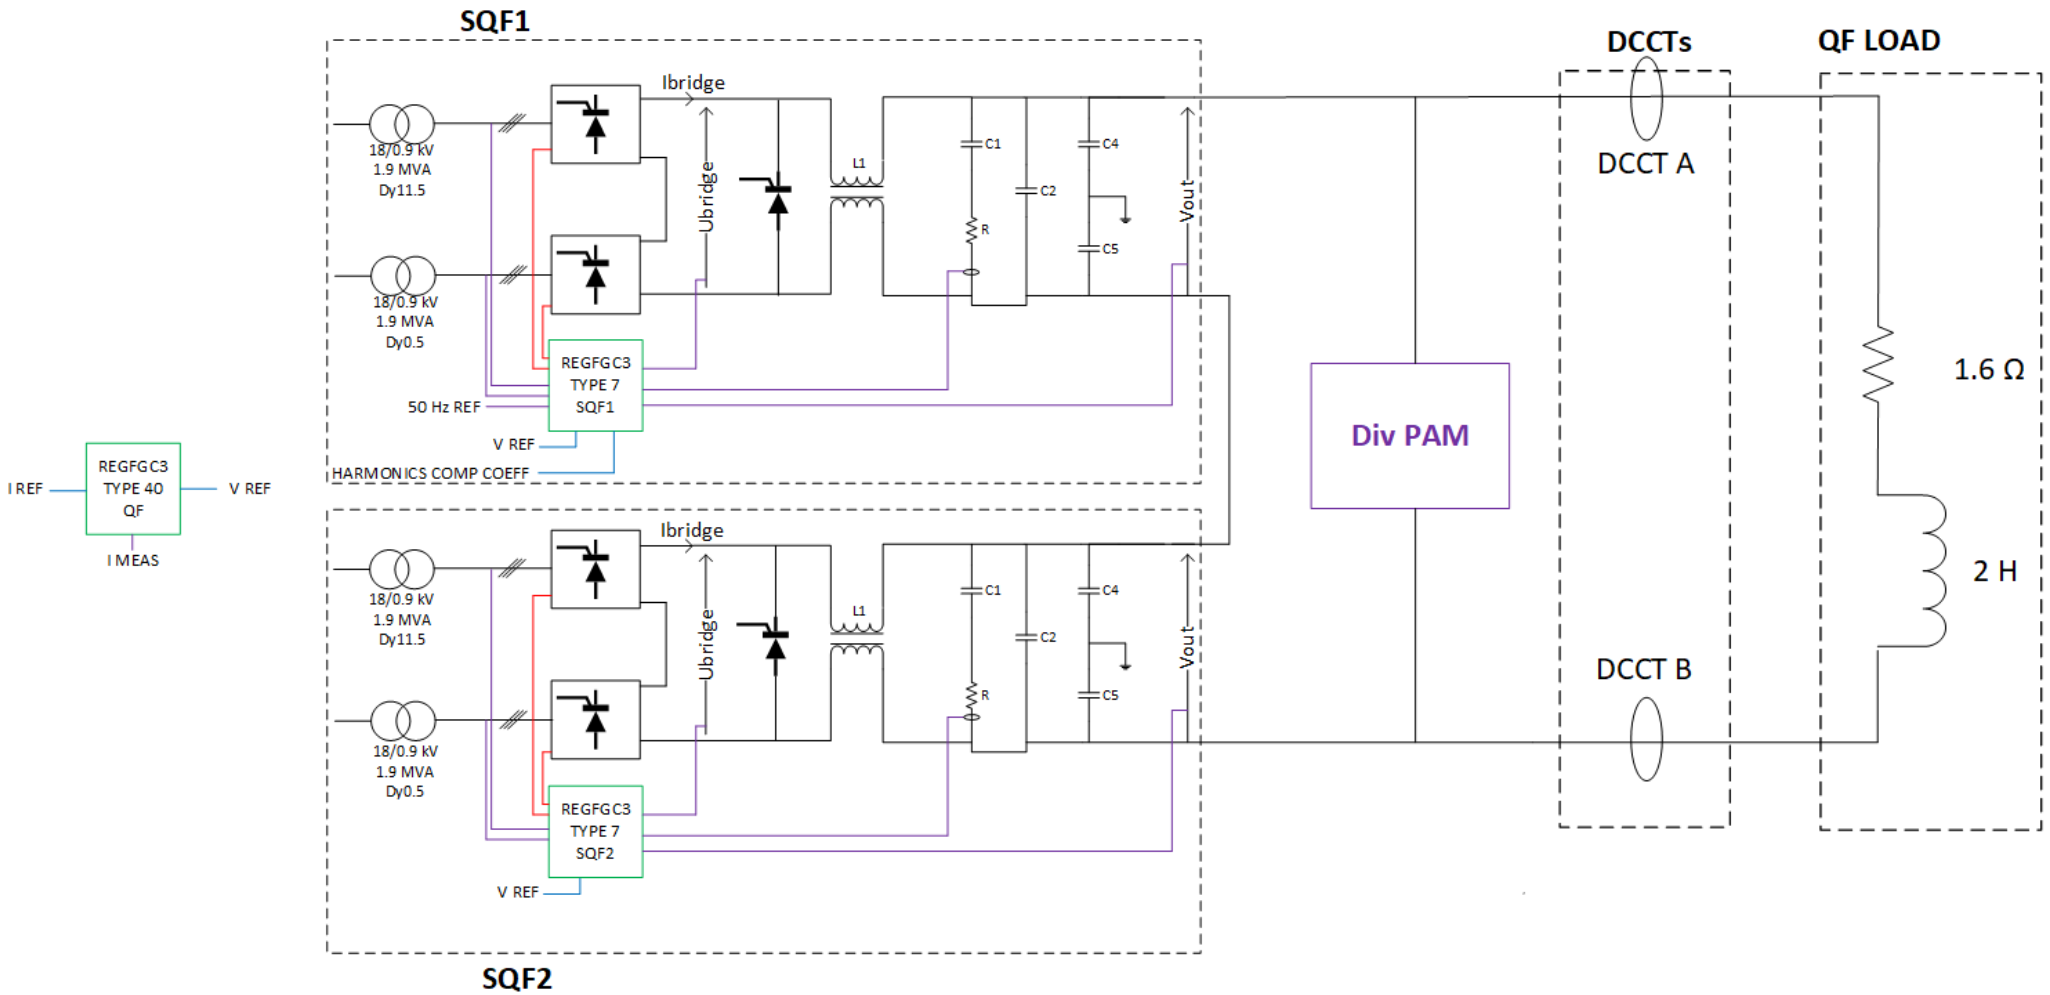 SQF1
DCCTs
QF LOAD
Ibridge
18/0.9 kV
1.9 MVA
Dy11.5
Ubridge
L1
C1
R
C2
C4
C5
Vout
DCCT A
18/0.9 kV
1.9 MVA
Dy0.5
REGFGC3
TYPE 7
SQF1
50 Hz REF
V REF
HARMONICS COMP COEFF
1.6 Ω
Div PAM
REGFGC3
TYPE 40
QF
I REF
V REF
I MEAS
Ibridge
18/0.9 kV
1.9 MVA
Dy11.5
Ubridge
L1
C1
R
C2
C4
C5
Vout
2 H
DCCT B
18/0.9 kV
1.9 MVA
Dy0.5
REGFGC3
TYPE 7
SQF2
V REF
SQF2